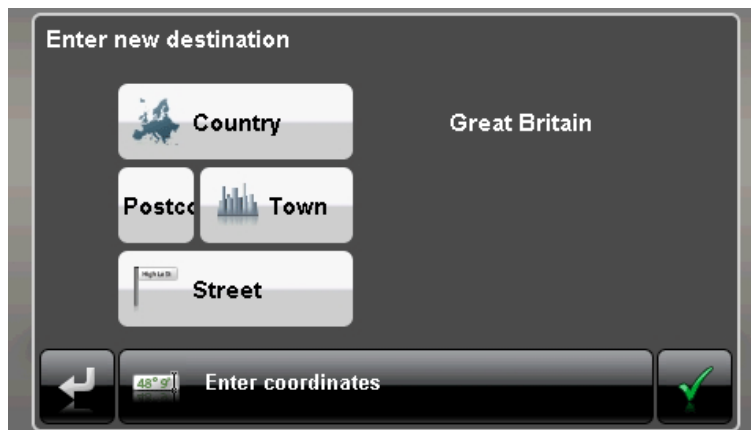 Enter new destination
Country Great Britain
Postco Town
Street
48° 9' Enter coordinates